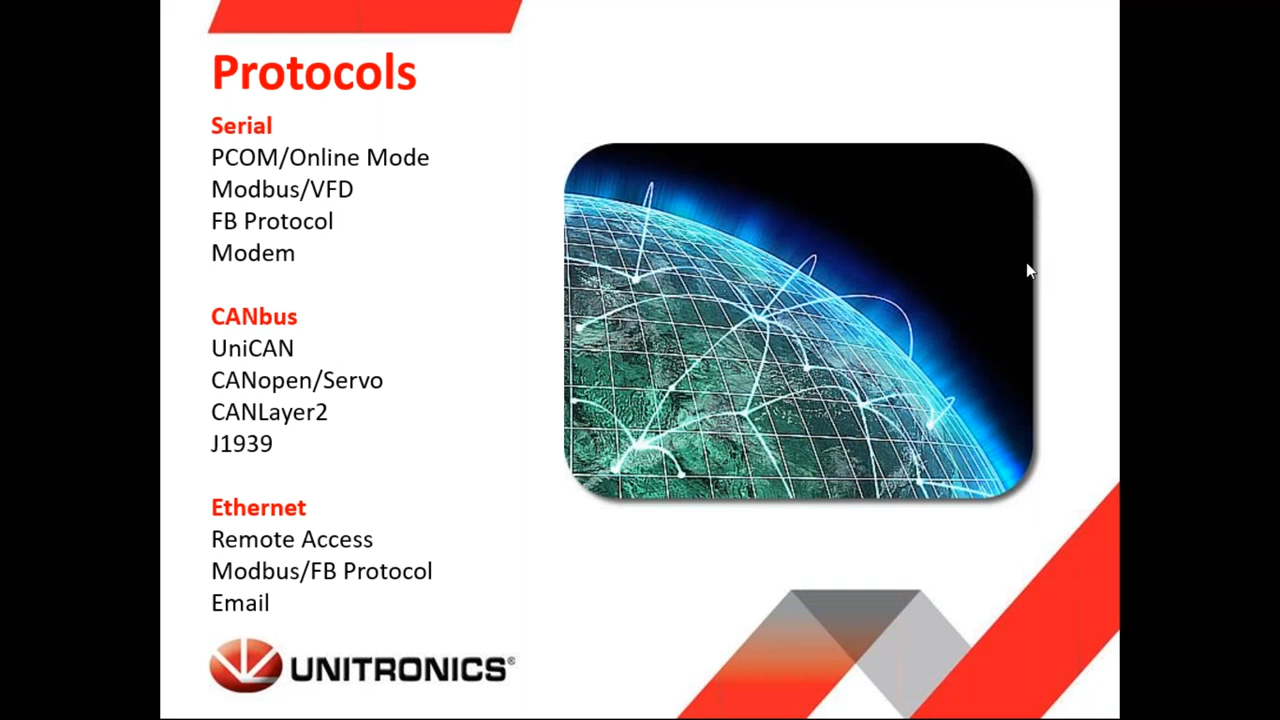 Protocols
Serial
PCOM/Online Mode
Modbus/VFD
FB Protocol
Modem
CANbus
UniCAN
CANopen/Servo
CANLayer2
J1939
Ethernet
Remote Access
Modbus/FB Protocol
Email
UNITRONICS®